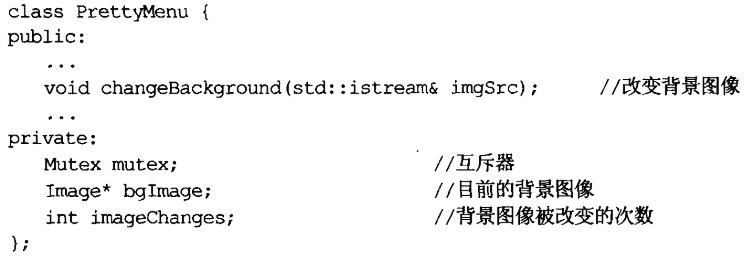 class PrettyMenu {
public:
...
void changeBackground(std::istream& imgSrc); //改变背景图像
...
private:
Mutex mutex; //互斥器
Image* bgImage; //目前的背景图像
int imageChanges; //背景图像被改变的次数
};